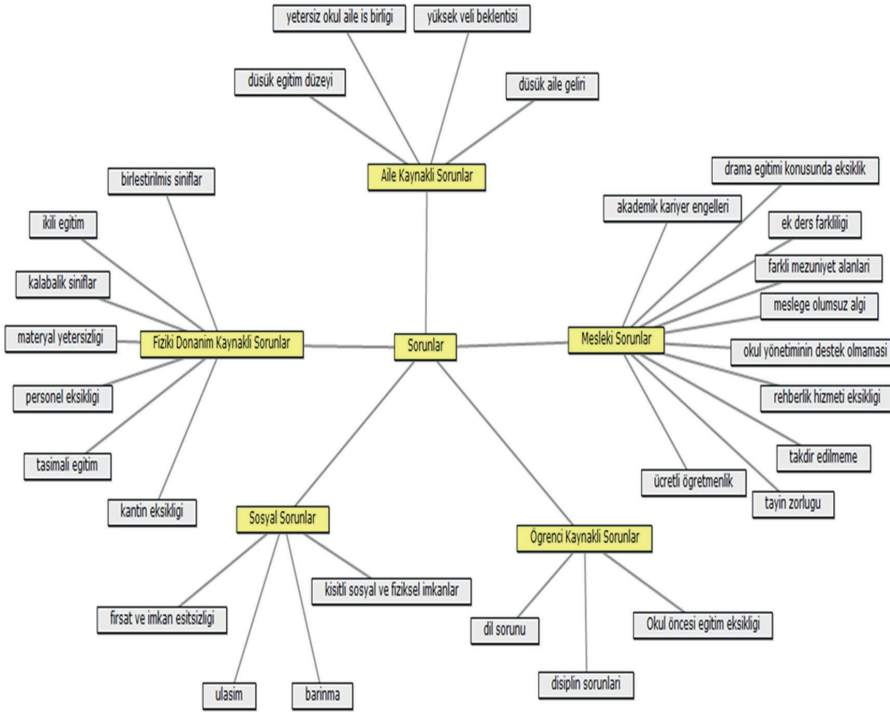 yetersiz okul aile is birligi
yüksek veli beklentisi
düsük egitim düzeyi
düsük aile geliri
Aile Kaynakli Sorunlar
birlestirilmis siniflar
ikili egitim
kalabalik siniflar
materyal yetersizligi
personel eksikligi
tasimali egitim
kantin eksikligi
Fiziki Donanim Kaynakli Sorunlar
Sorunlar
Mesleki Sorunlar
drama egitimi konusunda eksiklik
akademik kariyer engelleri
ek ders farkliligi
farkli mezuniyet alanlari
meslege olumsuz algi
okul yönetiminin destek olmamasi
rehberlik hizmeti eksikligi
takdir edilmeme
tayin zorlugu
ücretli ögretmenlik
Sosyal Sorunlar
kisitli sosyal ve fiziksel imkanlar
firsat ve imkan esitsizligi
ulasim
barinma
Ögrenci Kaynakli Sorunlar
dil sorunu
disiplin sorunlari
Okul öncesi egitim eksikligi